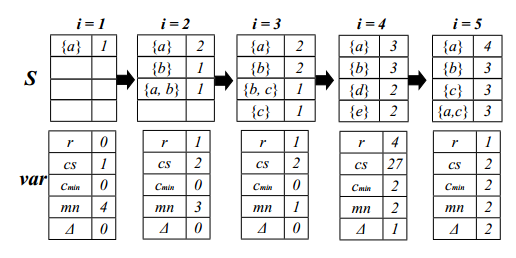 i = 1 i = 2 i = 3 i = 4 i = 5
{a} 1 {a} 2 {a} 2 {a} 3 {a} 4
{b} 1 {b} 2 {b} 3 {b} 3
S {a, b} 1 {b, c} 1 {d} 2 {c} 3
{c} 1 {e} 2 {a,c} 3
r 0 r 1 r 1 r 4 r 1
cs 1 cs 2 cs 2 cs 27 cs 2
var Cmin 0 Cmin 0 Cmin 0 Cmin 2 Cmin 2
mn 4 mn 3 mn 1 mn 2 mn 2
Δ 0 Δ 0 Δ 0 Δ 1 Δ 2